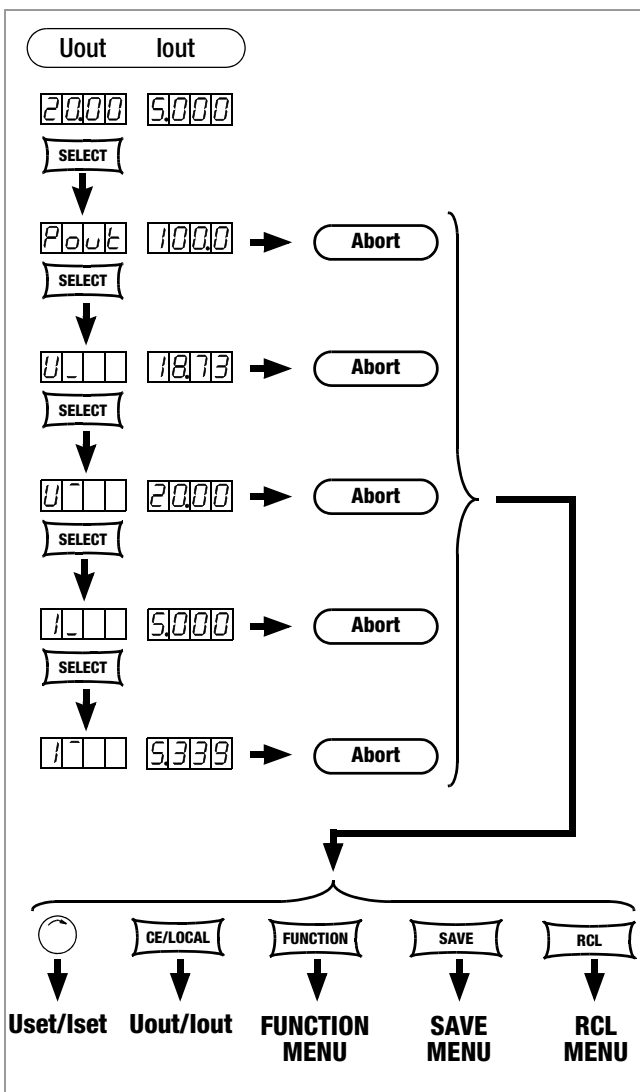 Uout Iout
20.00 5.000
SELECT
Pout 100.0 Abort
SELECT
U_ 18.73 Abort
SELECT
U¯ 20.00 Abort
SELECT
I_ 5.000 Abort
SELECT
I¯ 5.339 Abort
CE/LOCAL FUNCTION SAVE RCL
Uset/Iset Uout/Iout FUNCTION SAVE RCL
MENU MENU MENU